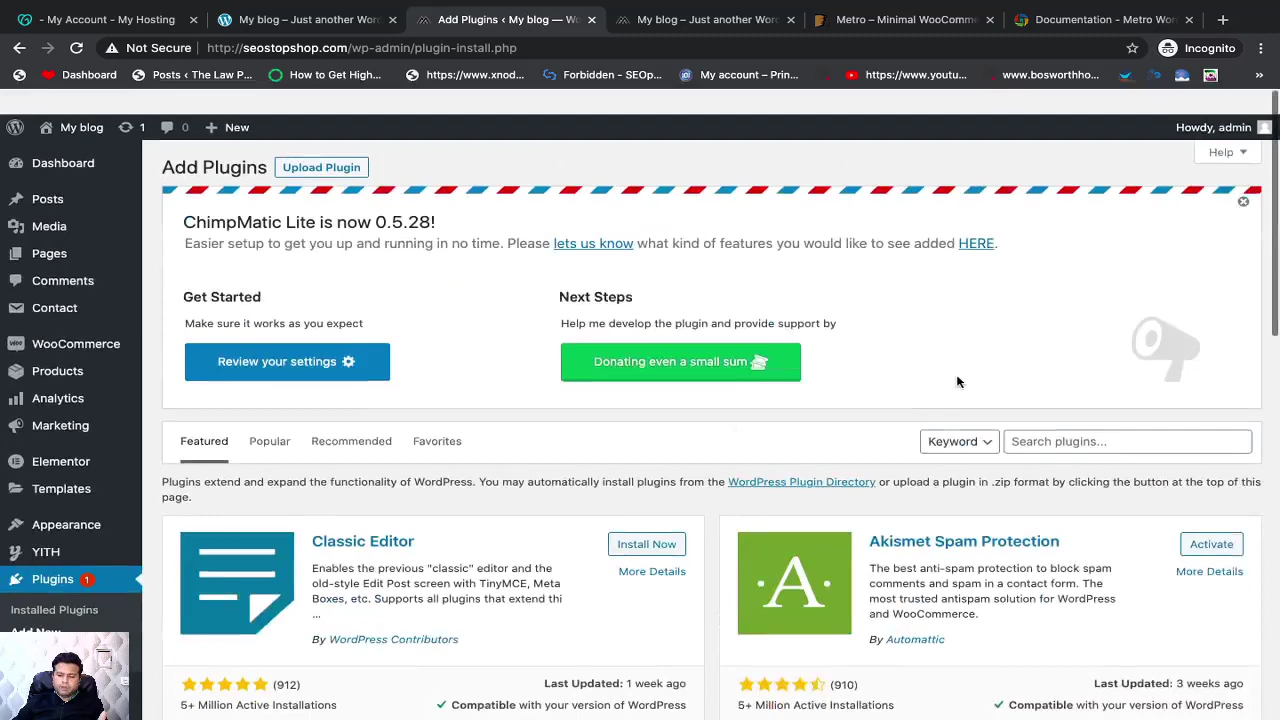 - My Account - My Hosting
My blog – Just another Wor
Add Plugins ‹ My blog — Wo
My blog – Just another Word
Metro – Minimal WooComme
Documentation - Metro Wor
Not Secure
http://seostopshop.com/wp-admin/plugin-install.php
Incognito
Dashboard
Posts ‹ The Law P...
How to Get High...
https://www.xnod...
Forbidden - SEOp...
My account – Prin...
https://www.youtu...
www.bosworthho...
»
My blog
1
0
New
Howdy, admin
Dashboard
Posts
Media
Pages
Comments
Contact
WooCommerce
Products
Analytics
Marketing
Elementor
Templates
Appearance
YITH
Plugins 1
Installed Plugins
Add New
Add Plugins
Upload Plugin
Help
ChimpMatic Lite is now 0.5.28!
Easier setup to get you up and running in no time. Please lets us know what kind of features you would like to see added HERE.
Get Started
Make sure it works as you expect
Review your settings
Next Steps
Help me develop the plugin and provide support by
Donating even a small sum
Featured
Popular
Recommended
Favorites
Keyword
Search plugins...
Plugins extend and expand the functionality of WordPress. You may automatically install plugins from the WordPress Plugin Directory or upload a plugin in .zip format by clicking the button at the top of this
page.
Classic Editor
Install Now
More Details
Enables the previous "classic" editor and the
old-style Edit Post screen with TinyMCE, Meta
Boxes, etc. Supports all plugins that extend thi
...
By WordPress Contributors
(912)
5+ Million Active Installations
Last Updated: 1 week ago
Compatible with your version of WordPress
A
Akismet Spam Protection
Activate
More Details
The best anti-spam protection to block spam
comments and spam in a contact form. The
most trusted antispam solution for WordPress
and WooCommerce.
By Automattic
(910)
5+ Million Active Installations
Last Updated: 3 weeks ago
Compatible with your version of WordPress